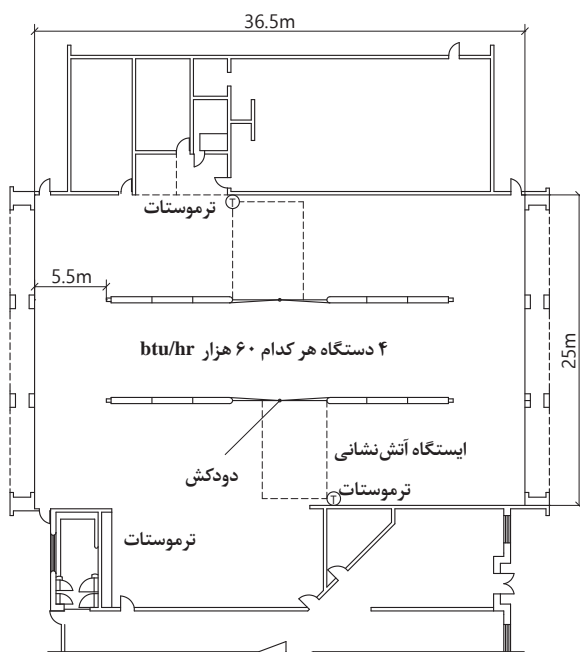 36.5m
ترموستات
T
5.5m
۴ دستگاه هر کدام ۶۰ هزار btu/hr
25m
ایستگاه آتش‌نشانی
دودکش
ترموستات
T
ترموستات